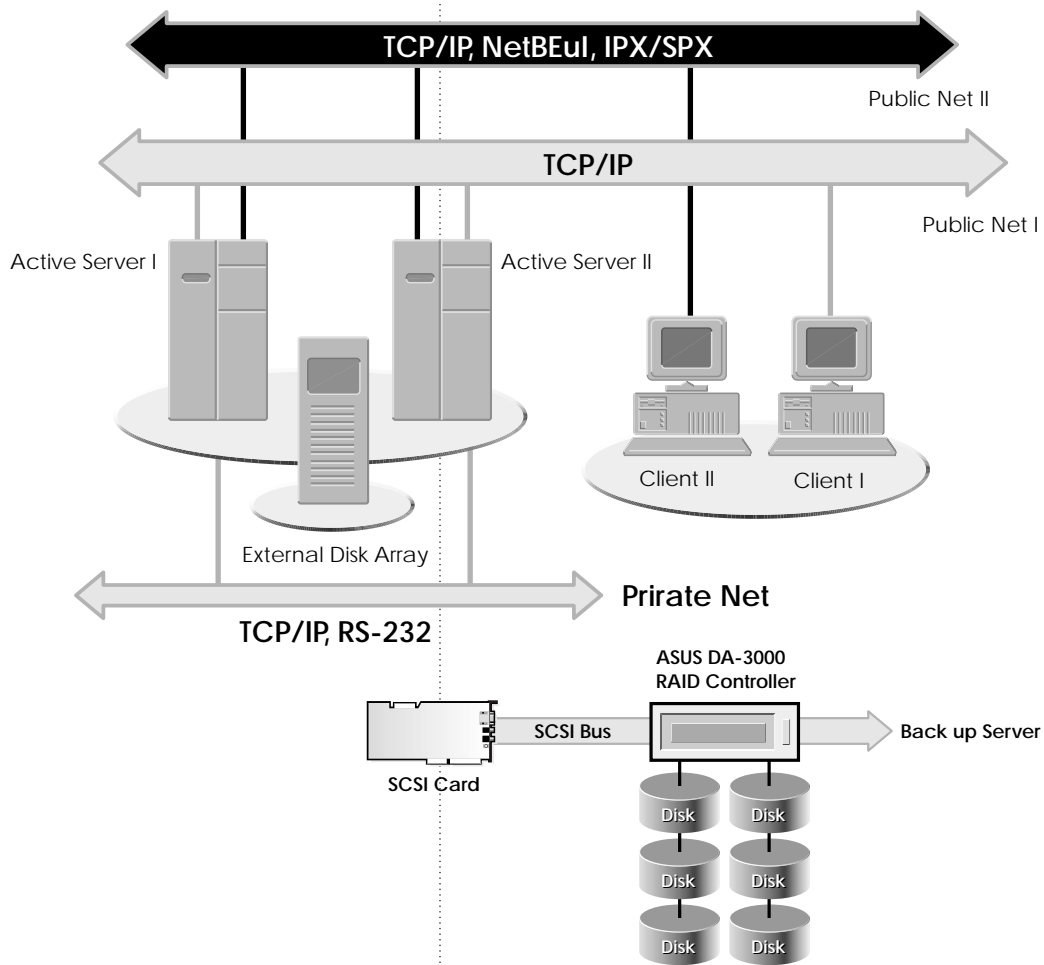 TCP/IP, NetBEuI, IPX/SPX
Public Net II
TCP/IP
Public Net I
Active Server I
Active Server II
Client II
Client I
External Disk Array
Prirate Net
TCP/IP, RS-232
ASUS DA-3000
RAID Controller
SCSI Bus
Back up Server
SCSI Card
Disk
Disk
Disk
Disk
Disk
Disk